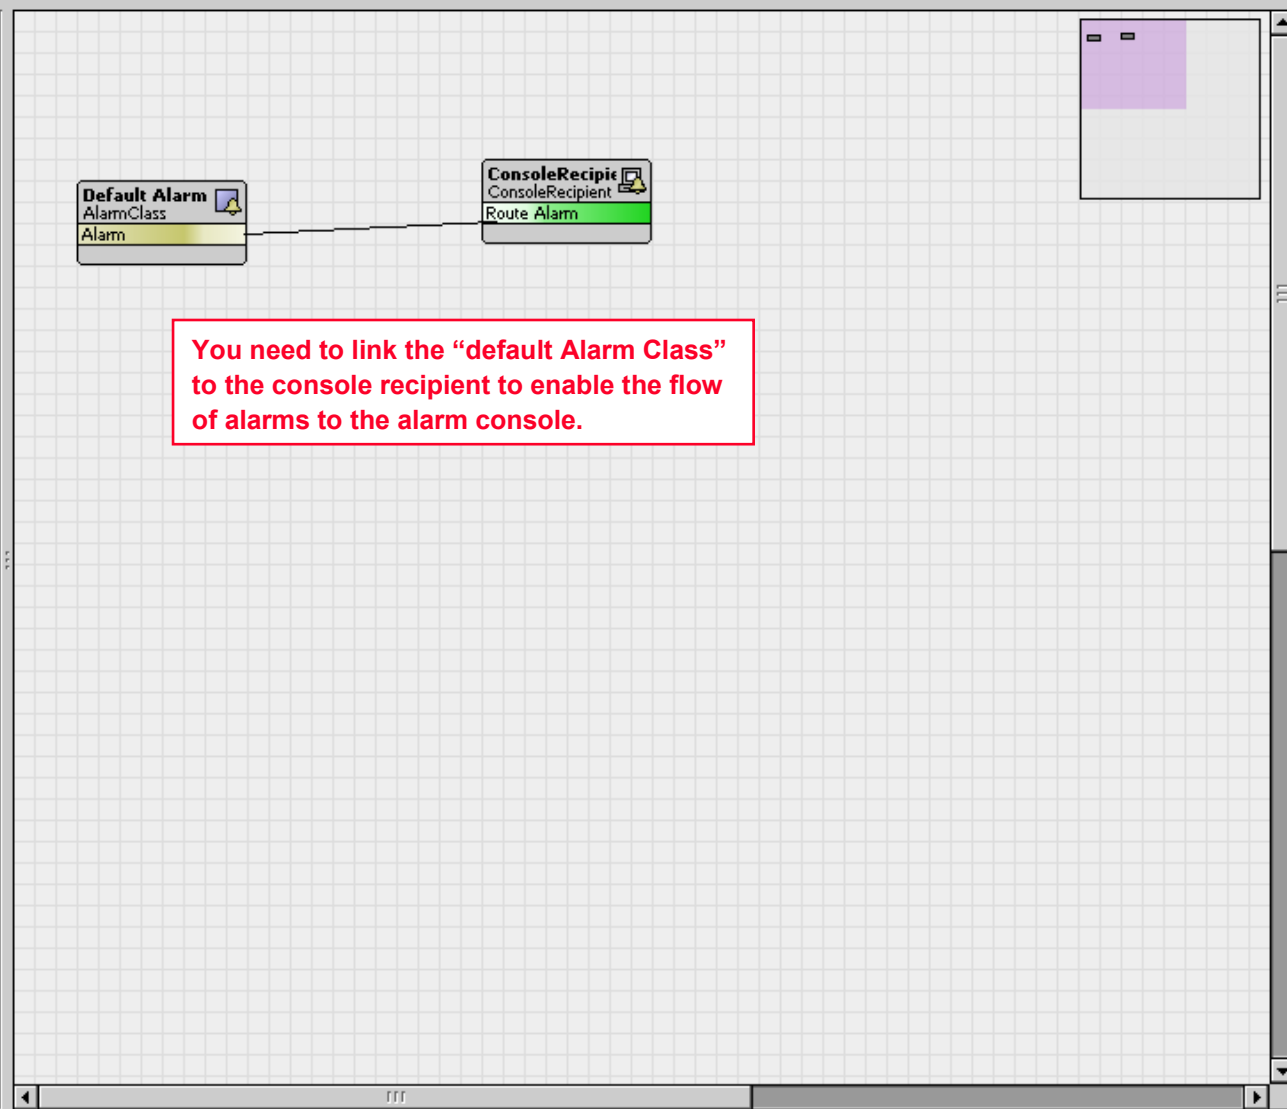 Default Alarm
AlarmClass
Alarm
ConsoleRecipie
ConsoleRecipient
Route Alarm
You need to link the “default Alarm Class”
to the console recipient to enable the flow
of alarms to the alarm console.